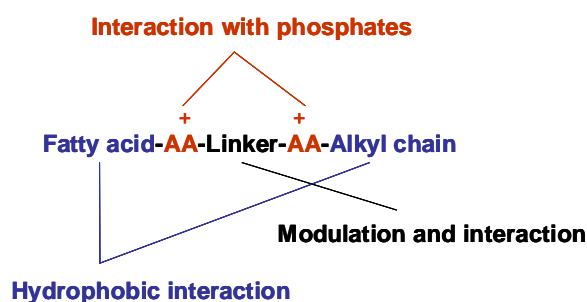 Interaction with phosphates
+ +
Fatty acid-AA-Linker-AA-Alkyl chain
Modulation and interaction
Hydrophobic interaction